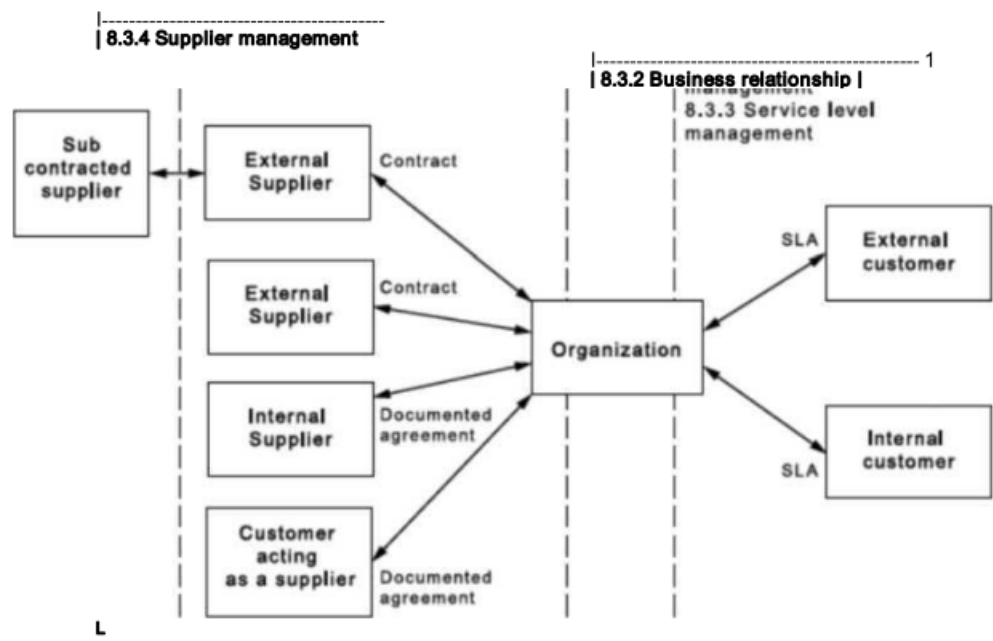 |------------------------------------------
| 8.3.4 Supplier management
|------------------------------------------------ 1
| 8.3.2 Business relationship |
management
8.3.3 Service level
management
Sub
contracted
supplier
External
Supplier
Contract
External
Supplier
Contract
Internal
Supplier
Documented
agreement
Customer
acting
as a supplier
Documented
agreement
Organization
SLA
External
customer
Internal
customer
SLA
L